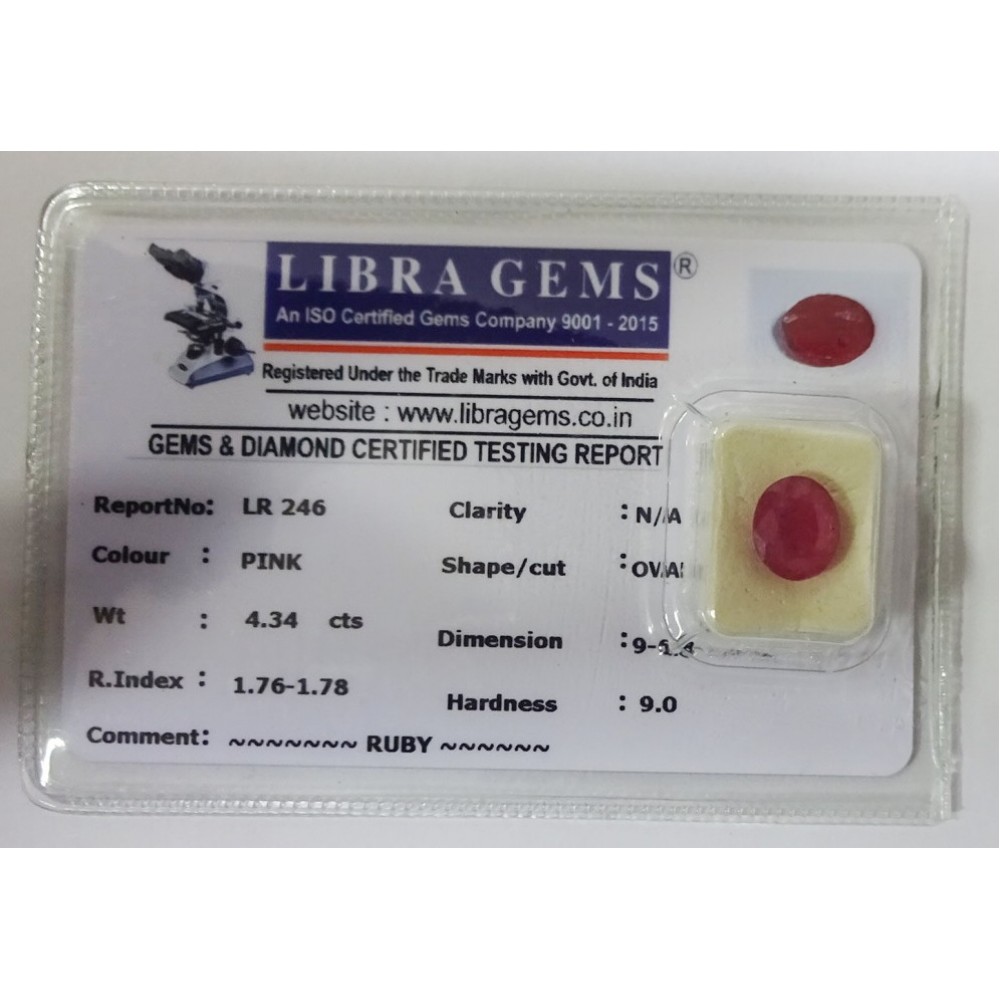 LIBRA GEMS ®
An ISO Certified Gems Company 9001 - 2015
Registered Under the Trade Marks with Govt. of India
website : www.libragems.co.in
GEMS & DIAMOND CERTIFIED TESTING REPORT
ReportNo: LR 246 Clarity : N/A
Colour : PINK Shape/cut :
Wt : 4.34 cts Dimension :
R.Index : 1.76-1.78 Hardness : 9.0
Comment: ~~~~~~~ RUBY ~~~~~~